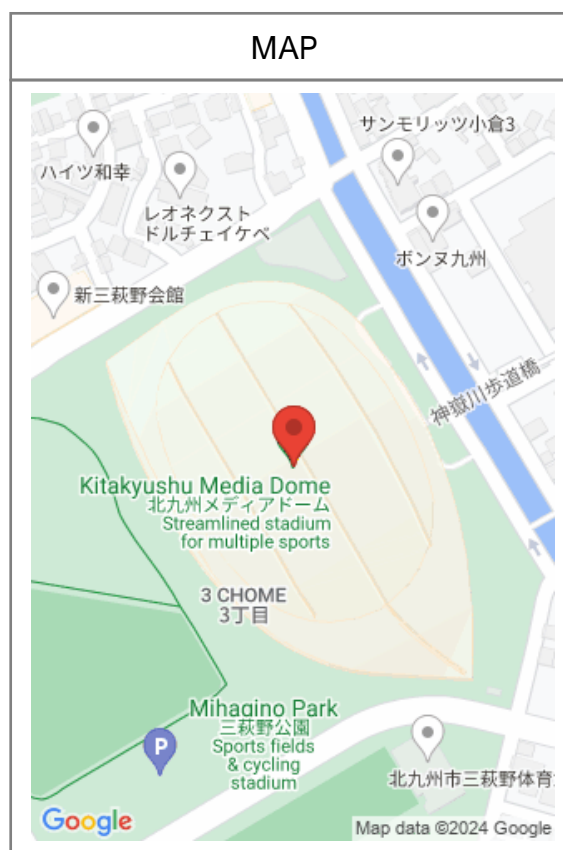 MAP
サンモリッツ小倉3
ハイツ和幸
レオネクスト
ドルチェイケベ
ボンヌ九州
新三萩野会館
神嶽川歩道橋
Kitakyushu Media Dome
北九州メディアドーム
Streamlined stadium
for multiple sports
3 CHOME
3丁目
Mihagino Park
三萩野公園
Sports fields
& cycling
stadium
P
北九州市三萩野体育
Google
Map data ©2024 Google